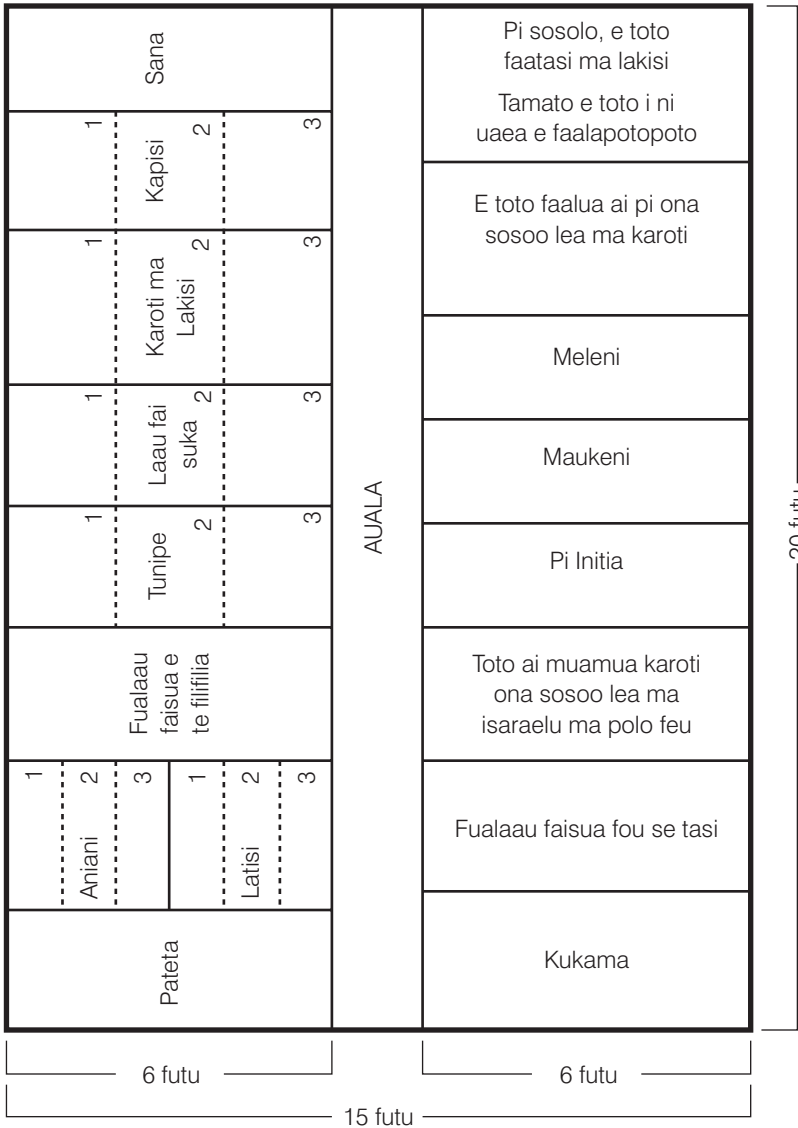 Sana
1
2
3
Kapisi
1
2
3
Karoti ma
Lakisi
1
2
3
Laau fai
suka
1
2
3
Tunipe
Fualaau
faisua e
te filifilia
1
2
3
Aniani
1
2
3
Latisi
Pateta
AUALA
Pi sosolo, e toto
faatasi ma lakisi
Tamato e toto i ni
uaea e faalapotopoto
E toto faalua ai pi ona
sosoo lea ma karoti
Meleni
Maukeni
Pi Initia
Toto ai muamua karoti
ona sosoo lea ma
isaraelu ma polo feu
Fualaau faisua fou se tasi
Kukama
futu
6 futu
6 futu
15 futu